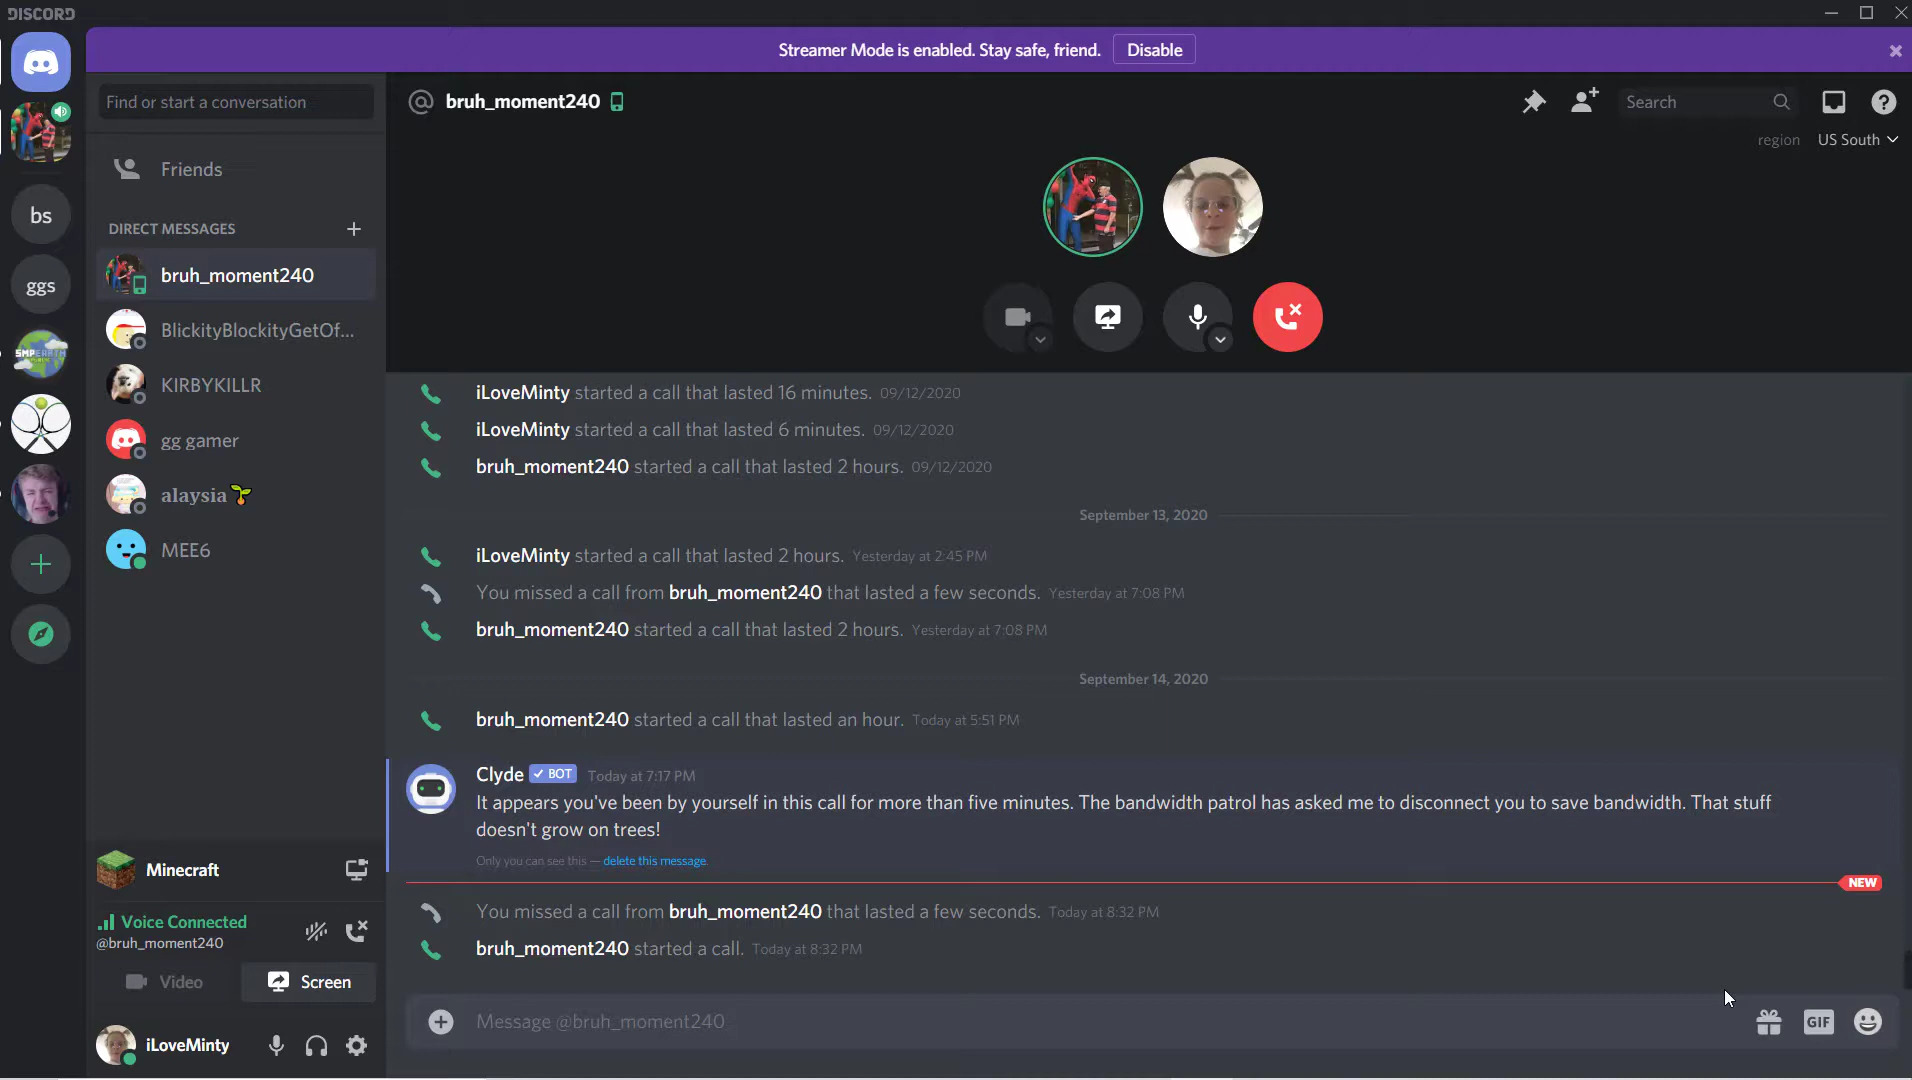 DISCORD
Streamer Mode is enabled. Stay safe, friend. Disable
Find or start a conversation
Friends
DIRECT MESSAGES
bruh_moment240
BlickityBlockityGetOf...
KIRBYKILLR
gg gamer
alaysia
MEE6
bs
ggs
SMPEARTH
Minecraft
Voice Connected
@bruh_moment240
Video
Screen
iLoveMinty
bruh_moment240
Search
region US South
iLoveMinty started a call that lasted 16 minutes. 09/12/2020
iLoveMinty started a call that lasted 6 minutes. 09/12/2020
bruh_moment240 started a call that lasted 2 hours. 09/12/2020
September 13, 2020
iLoveMinty started a call that lasted 2 hours. Yesterday at 2:45 PM
You missed a call from bruh_moment240 that lasted a few seconds. Yesterday at 7:08 PM
bruh_moment240 started a call that lasted 2 hours. Yesterday at 7:08 PM
September 14, 2020
bruh_moment240 started a call that lasted an hour. Today at 5:51 PM
Clyde BOT Today at 7:17 PM
It appears you've been by yourself in this call for more than five minutes. The bandwidth patrol has asked me to disconnect you to save bandwidth. That stuff
doesn't grow on trees!
Only you can see this — delete this message.
NEW
You missed a call from bruh_moment240 that lasted a few seconds. Today at 8:32 PM
bruh_moment240 started a call. Today at 8:32 PM
Message @bruh_moment240
GIF